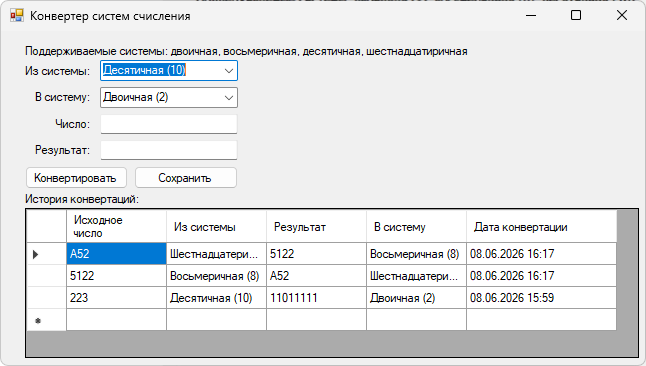 Конвертер систем счисления
Поддерживаемые системы: двоичная, восьмеричная, десятичная, шестнадцатиричная
Из системы: Десятичная (10)
В систему: Двоичная (2)
Число:
Результат:
Конвертировать Сохранить
История конвертаций:
Исходное число Из системы Результат В систему Дата конвертации
A52 Шестнадцатери... 5122 Восьмеричная (8) 08.06.2026 16:17
5122 Восьмеричная (8) A52 Шестнадцатери... 08.06.2026 16:17
223 Десятичная (10) 11011111 Двоичная (2) 08.06.2026 15:59